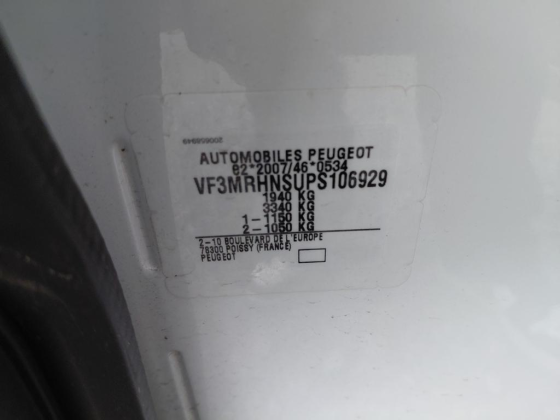 AUTOMOBILES PEUGEOT
e2*2007/46*0534
VF3MRHNSUPS106929
1940 KG
3340 KG
1-1150 KG
2-1050 KG
2-10 BOULEVARD DE L'EUROPE
78300 POISSY (FRANCE)
PEUGEOT